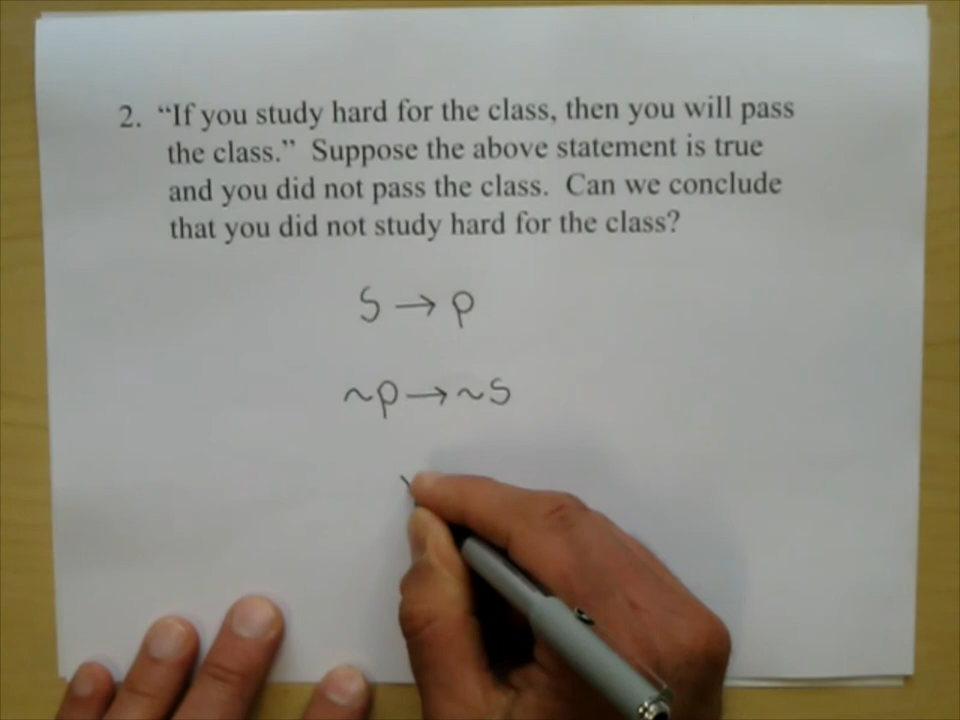 2. “If you study hard for the class, then you will pass
the class.” Suppose the above statement is true
and you did not pass the class. Can we conclude
that you did not study hard for the class?
S → p
~p → ~s